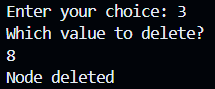 Enter your choice: 3
Which value to delete?
8
Node deleted